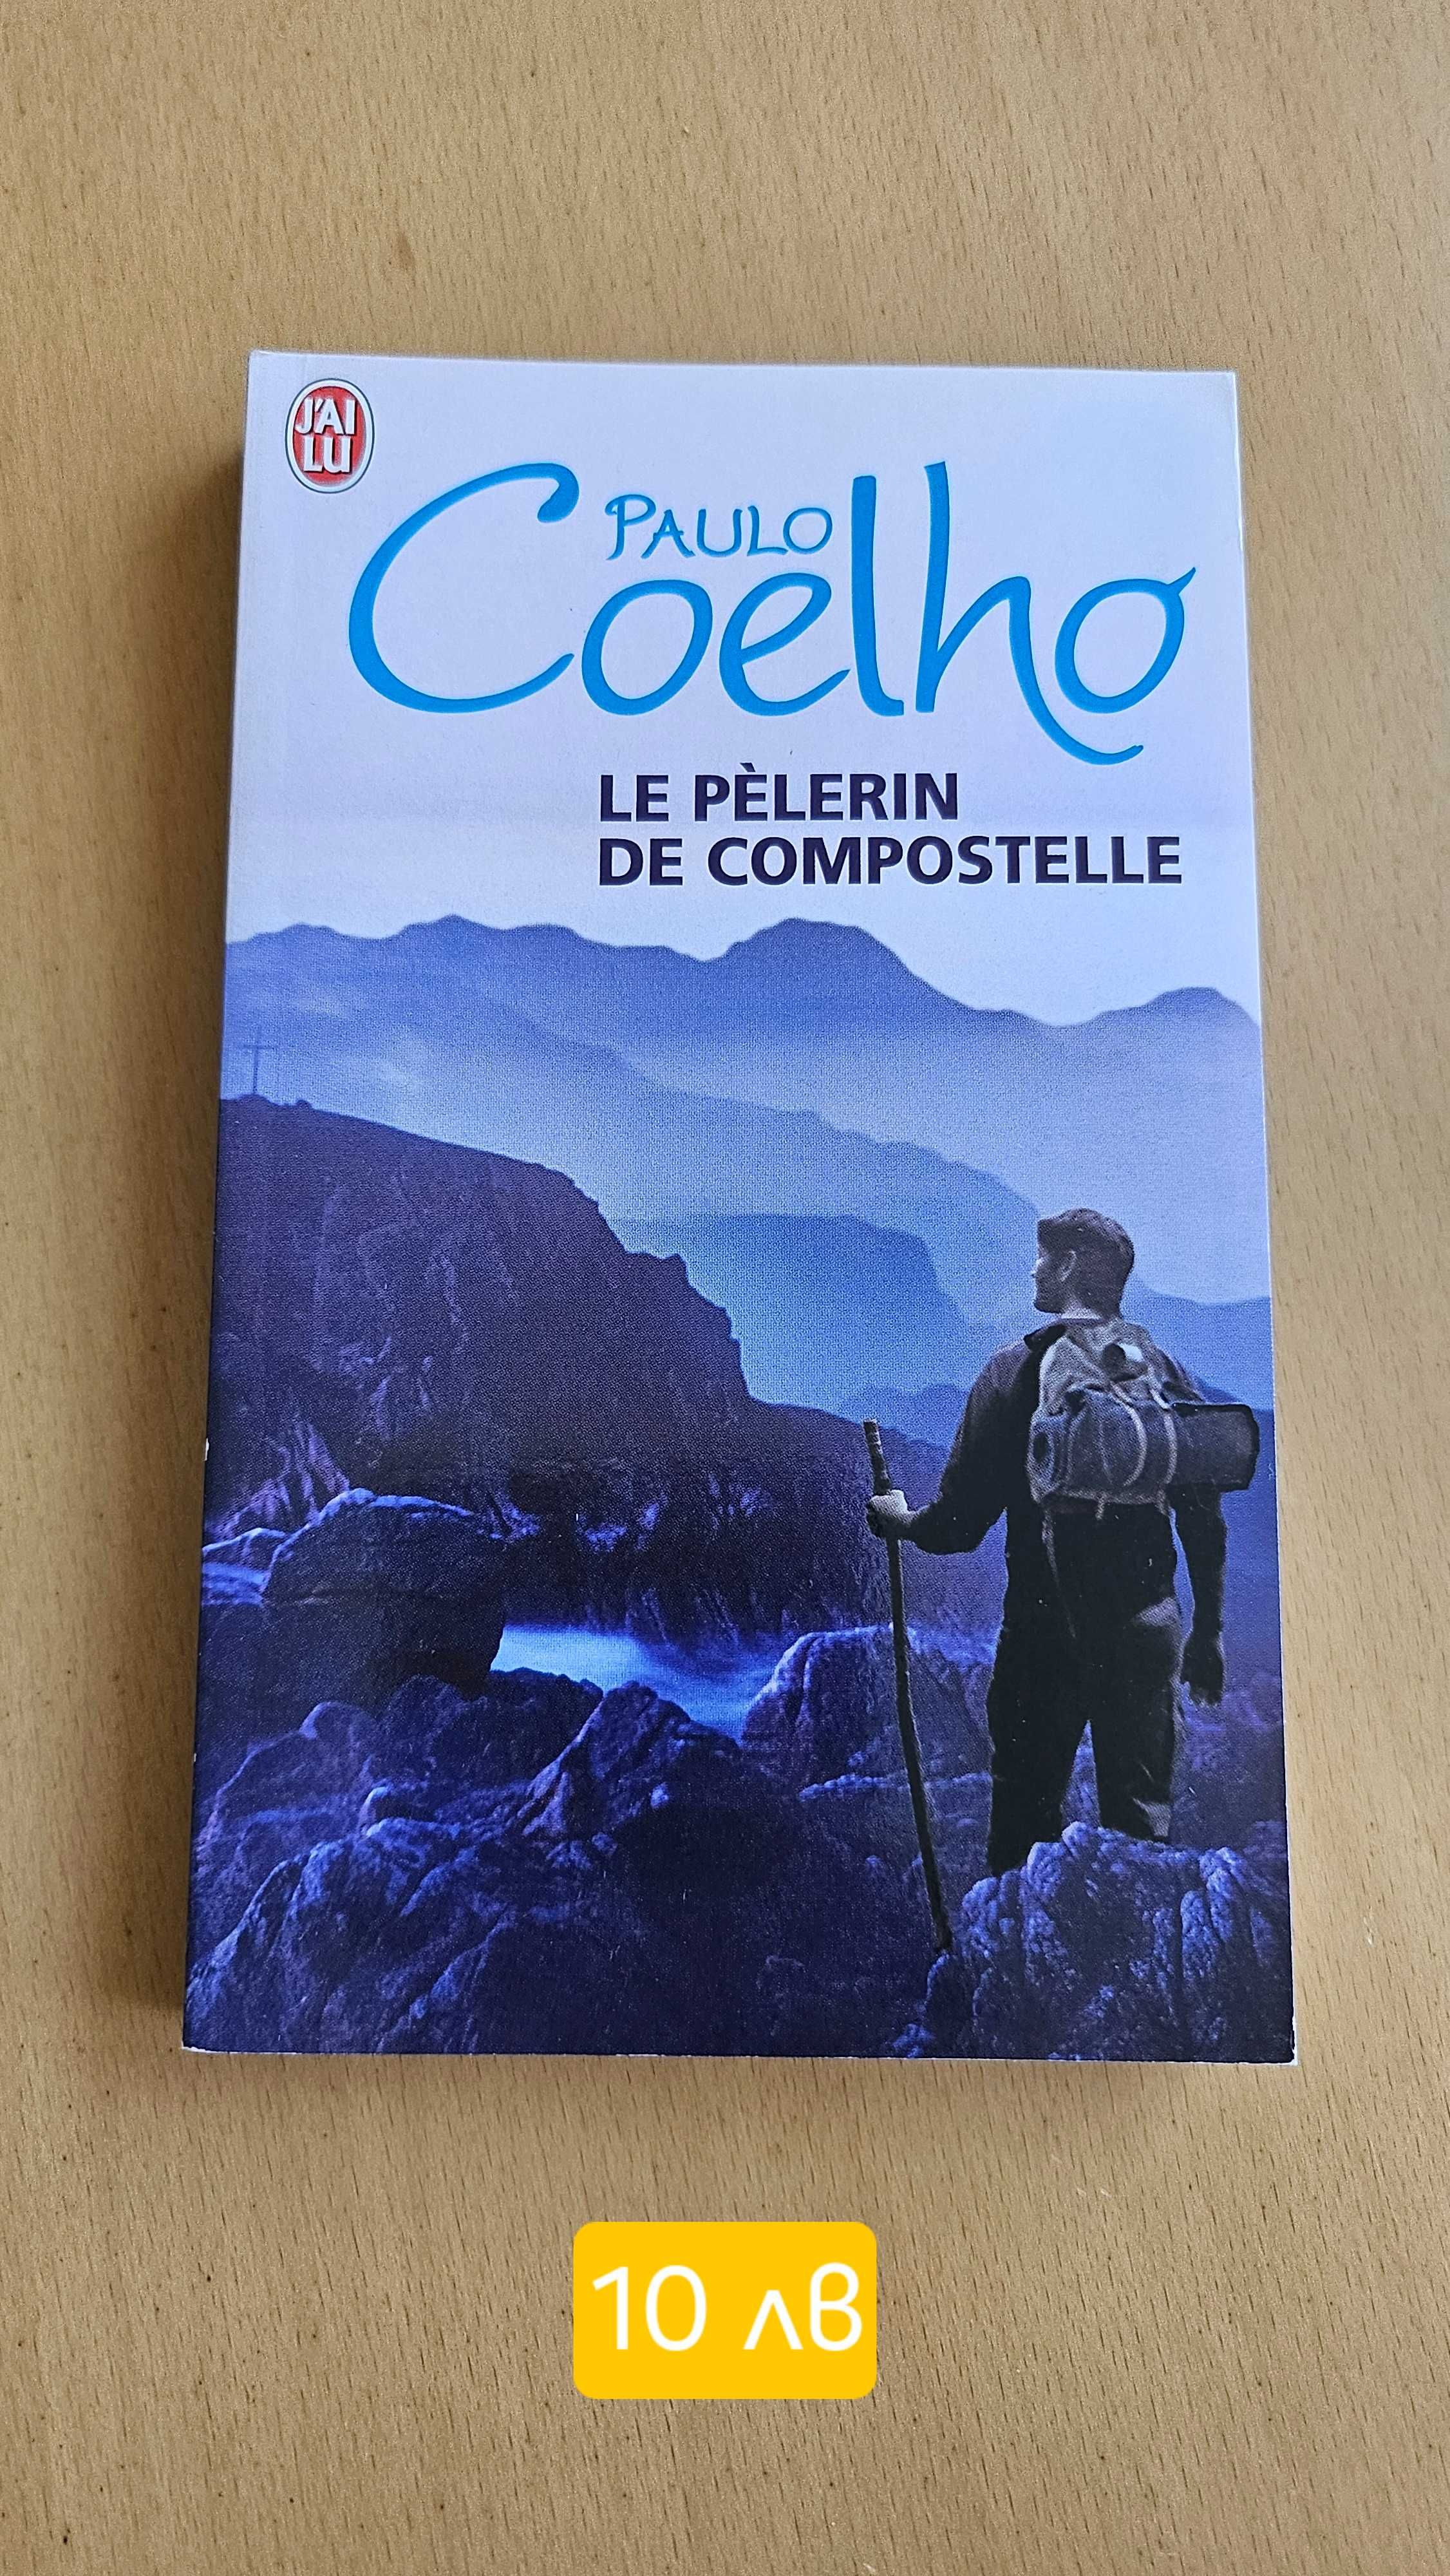 J'AI
LU
PAULO
Coelho
LE PÈLERIN
DE COMPOSTELLE
10 лв